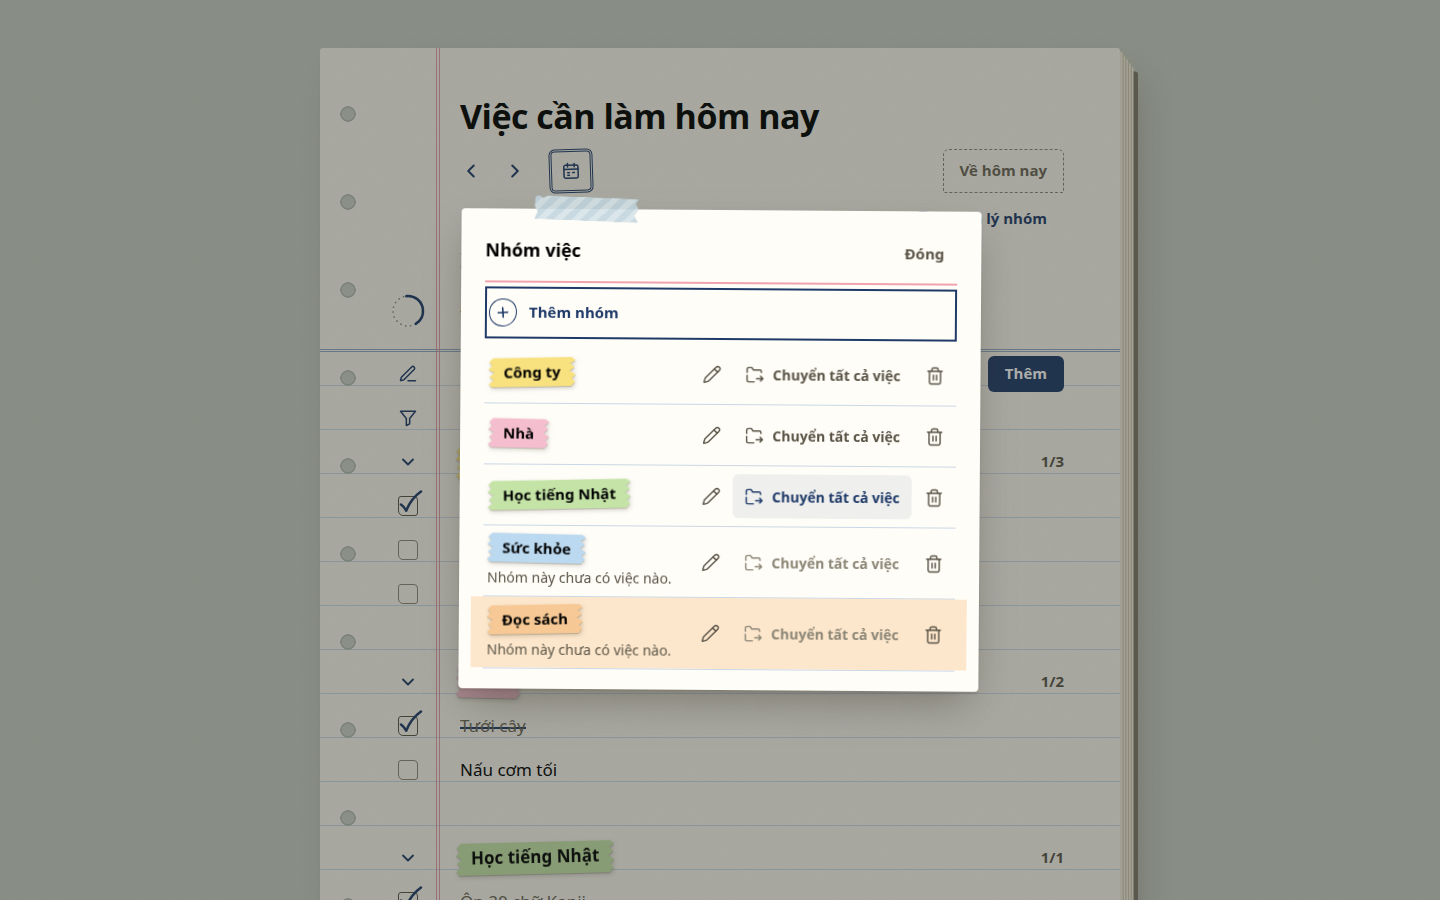 Việc cần làm hôm nay
Về hôm nay
lý nhóm
Nhóm việc
Đóng
Thêm nhóm
Thêm
Công ty
Chuyển tất cả việc
Nhà
Chuyển tất cả việc
1/3
Học tiếng Nhật
Chuyển tất cả việc
Sức khỏe
Nhóm này chưa có việc nào.
Chuyển tất cả việc
Đọc sách
Nhóm này chưa có việc nào.
Chuyển tất cả việc
1/2
Tưới cây
Nấu cơm tối
Học tiếng Nhật
1/1